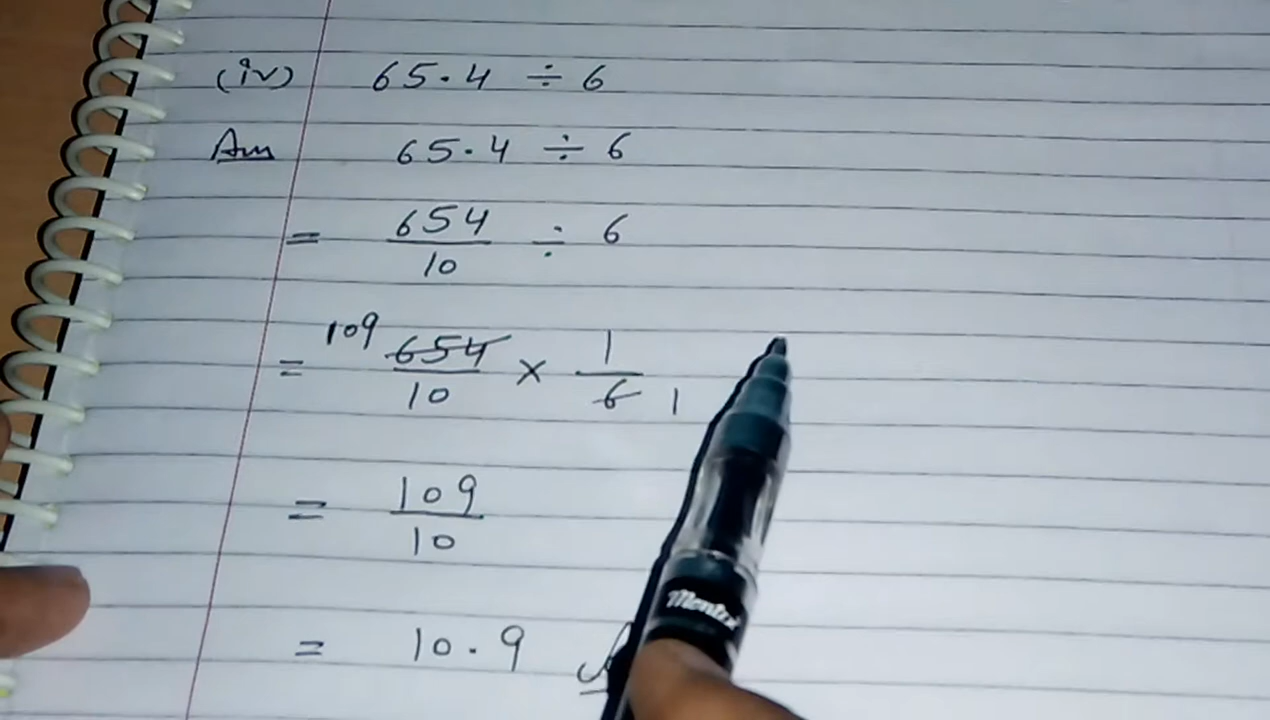 (iv) 65.4 ÷ 6
Ans 65.4 ÷ 6
= 654/10 ÷ 6
= 109 654/10 × 1/6 1
= 109/10
= 10.9